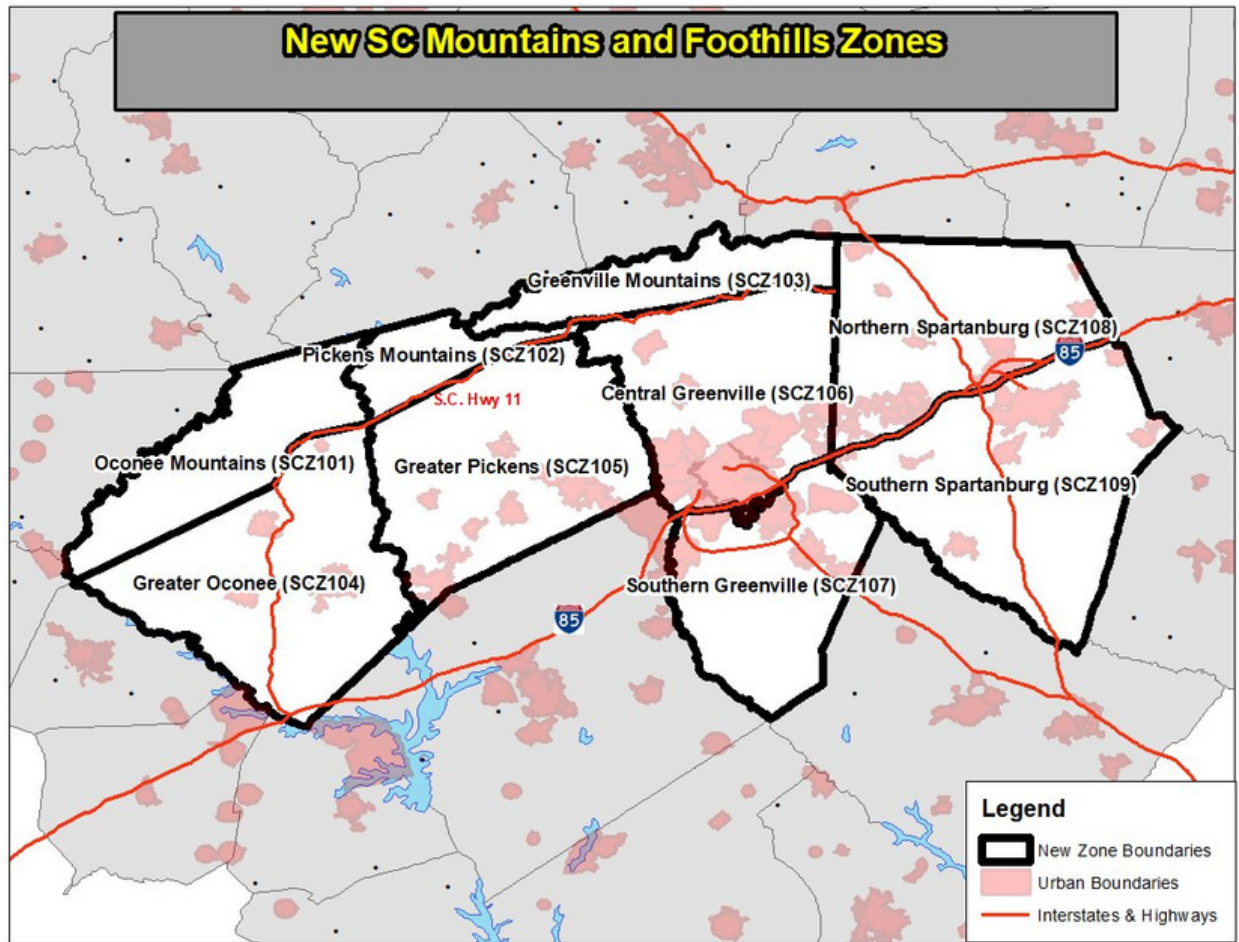 New SC Mountains and Foothills Zones
Greenville Mountains (SCZ103)
Northern Spartanburg (SCZ108)
85
Pickens Mountains (SCZ102)
S.C. Hwy 11
Central Greenville (SCZ106)
Oconee Mountains (SCZ101)
Greater Pickens (SCZ105)
Southern Spartanburg (SCZ109)
Greater Oconee (SCZ104)
Southern Greenville (SCZ107)
85
Legend
New Zone Boundaries
Urban Boundaries
Interstates & Highways